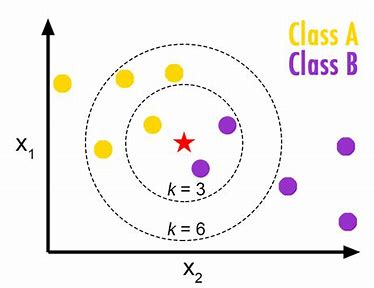 Class A
Class B
x1
k = 3
k = 6
x2